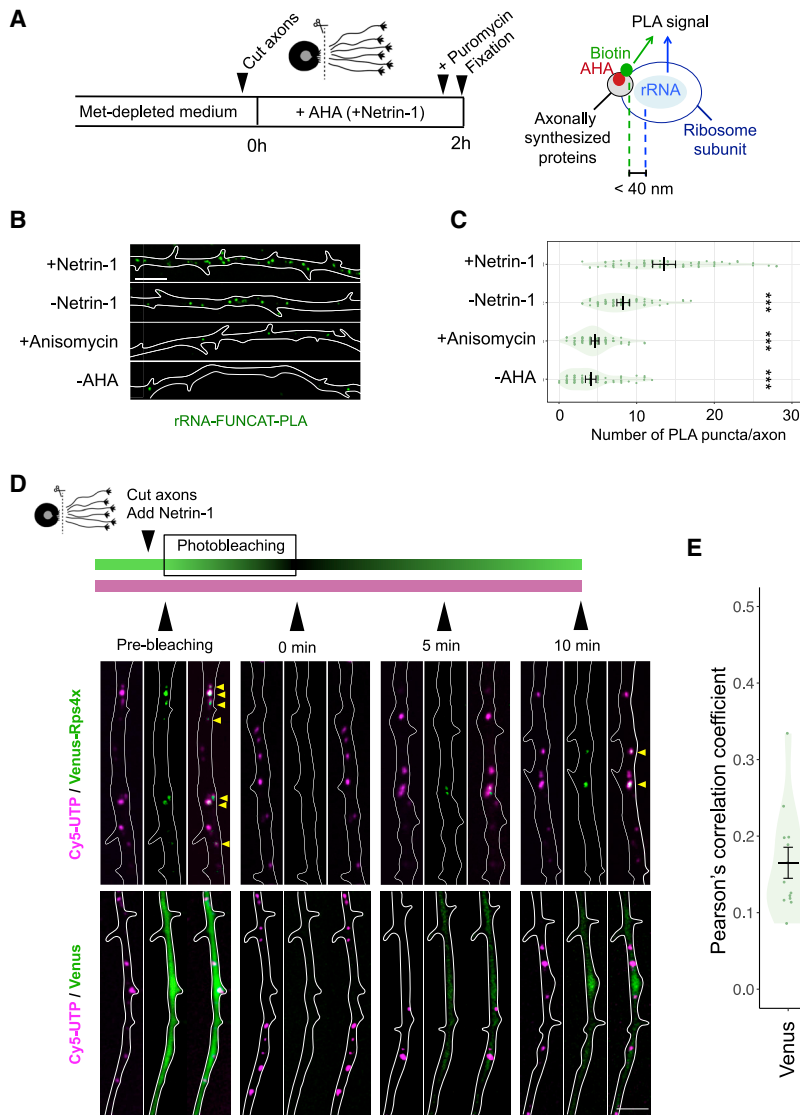 A
Cut axons
+ Puromycin
Fixation
Met-depleted medium
+ AHA (+Netrin-1)
0h
2h
PLA signal
Biotin
AHA
rRNA
Axonally
synthesized
proteins
Ribosome
subunit
< 40 nm
B
+Netrin-1
-Netrin-1
+Anisomycin
-AHA
rRNA-FUNCAT-PLA
C
+Netrin-1
-Netrin-1
+Anisomycin
-AHA
***
***
***
0
10
20
30
Number of PLA puncta/axon
D
Cut axons
Add Netrin-1
Photobleaching
Pre-bleaching
0 min
5 min
10 min
Cy5-UTP / Venus-Rps4x
Cy5-UTP / Venus
E
Pearson's correlation coefficient
0.5
0.4
0.3
0.2
0.1
0.0
Venus